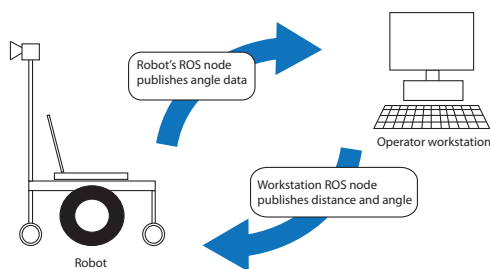 Robot's ROS node
publishes angle data
Operator workstation
Workstation ROS node
publishes distance and angle
Robot